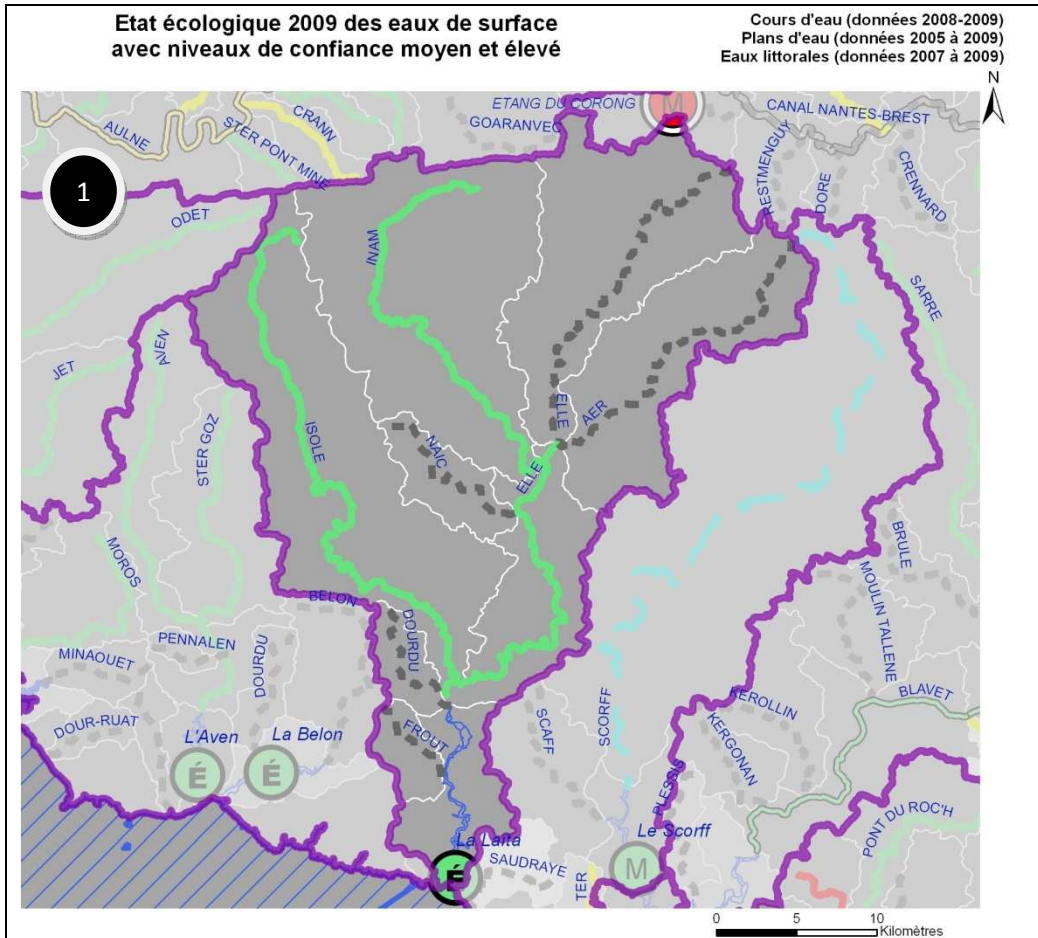 Etat écologique 2009 des eaux de surface
avec niveaux de confiance moyen et élevé
Cours d'eau (données 2008-2009)
Plans d'eau (données 2005 à 2009)
Eaux littorales (données 2007 à 2009)
N
1
AULNE
STER PONT MINE
CRANN
ETANG DU CORONG
M
GOARANVEC
CANAL NANTES-BREST
RESTMENGUY
DORE
CRENNARD
ODET
INAM
SARRE
JET
AVEN
STER GOZ
ISOLE
NAIC
ELLE
AER
ELLE
MOROS
BELON
DOURDU
BRULE
MOULIN TALLENE
PENNALEN
MINAOUET
DOURDU
DOUR-RUAT
L'Aven
É
La Belon
É
FROUT
SCAFF
SCORFF
KEROLLIN
KERGONAN
BLAVET
PLESSIS
PONT DU ROC'H
La Laïta
É
SAUDRAYE
TER
Le Scorff
M
0 5 10
Kilomètres